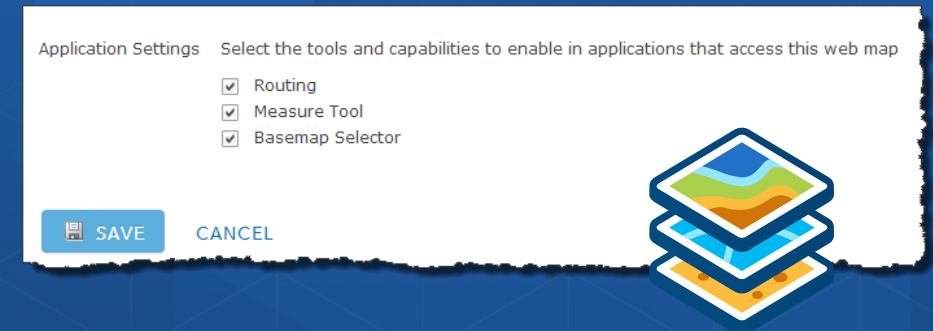 Application Settings Select the tools and capabilities to enable in applications that access this web map
Routing
Measure Tool
Basemap Selector
SAVE CANCEL